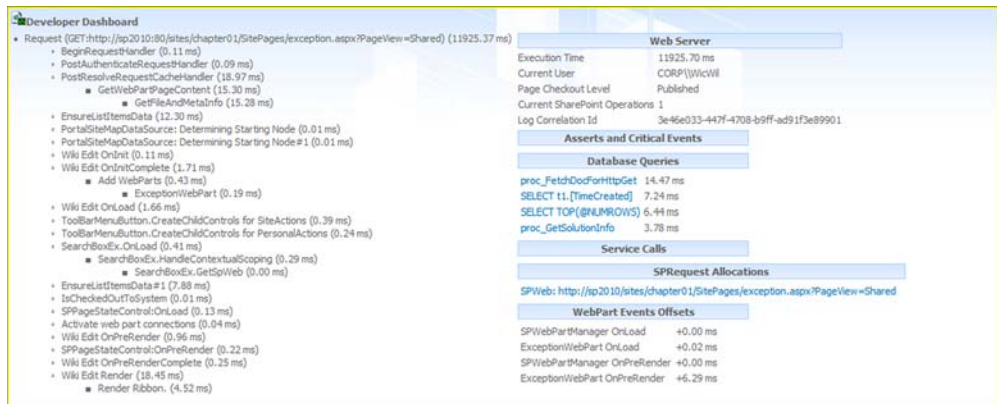 Developer Dashboard
Request (GET:http://sp2010:80/sites/chapter01/SitePages/exception.aspx?PageView=Shared) (11925.37 ms)
BeginRequestHandler (0.11 ms)
PostAuthenticateRequestHandler (0.09 ms)
PostResolveRequestCacheHandler (18.97 ms)
GetWebPartPageContent (15.30 ms)
GetFileAndMetaInfo (15.28 ms)
EnsureListItemsData (12.30 ms)
PortalSiteMapDataSource: Determining Starting Node (0.01 ms)
PortalSiteMapDataSource: Determining Starting Node#1 (0.01 ms)
Wiki Edit OnInit (0.11 ms)
Wiki Edit OnInitComplete (1.71 ms)
Add WebParts (0.43 ms)
ExceptionWebPart (0.19 ms)
Wiki Edit OnLoad (1.66 ms)
ToolBarMenuButton.CreateChildControls for SiteActions (0.39 ms)
ToolBarMenuButton.CreateChildControls for PersonalActions (0.24 ms)
SearchBoxEx.OnLoad (0.41 ms)
SearchBoxEx.HandleContextualScoping (0.29 ms)
SearchBoxEx.GetSpWeb (0.00 ms)
EnsureListItemsData#1 (7.88 ms)
IsCheckedOutToSystem (0.01 ms)
SPPageStateControl:OnLoad (0.13 ms)
Activate web part connections (0.04 ms)
Wiki Edit OnPreRender (0.96 ms)
SPPageStateControl:OnPreRender (0.22 ms)
Wiki Edit OnPreRenderComplete (0.25 ms)
Wiki Edit Render (18.45 ms)
Render Ribbon. (4.52 ms)
Web Server
Execution Time 11925.70 ms
Current User CORP\\WicWil
Page Checkout Level Published
Current SharePoint Operations 1
Log Correlation Id 3e46e033-447f-4708-b9ff-ad91f3e89901
Asserts and Critical Events
Database Queries
proc_FetchDocForHttpGet 14.47 ms
SELECT t1.[TimeCreated] 7.24 ms
SELECT TOP(@NUMROWS) 6.44 ms
proc_GetSolutionInfo 3.78 ms
Service Calls
SPRequest Allocations
SPWeb: http://sp2010/sites/chapter01/SitePages/exception.aspx?PageView=Shared
WebPart Events Offsets
SPWebPartManager OnLoad +0.00 ms
ExceptionWebPart OnLoad +0.02 ms
SPWebPartManager OnPreRender +0.00 ms
ExceptionWebPart OnPreRender +6.29 ms